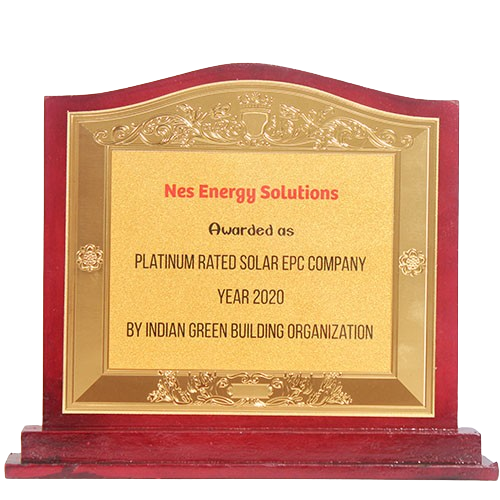 Nes Energy Solutions
Awarded as
PLATINUM RATED SOLAR EPC COMPANY
YEAR 2020
BY INDIAN GREEN BUILDING ORGANIZATION